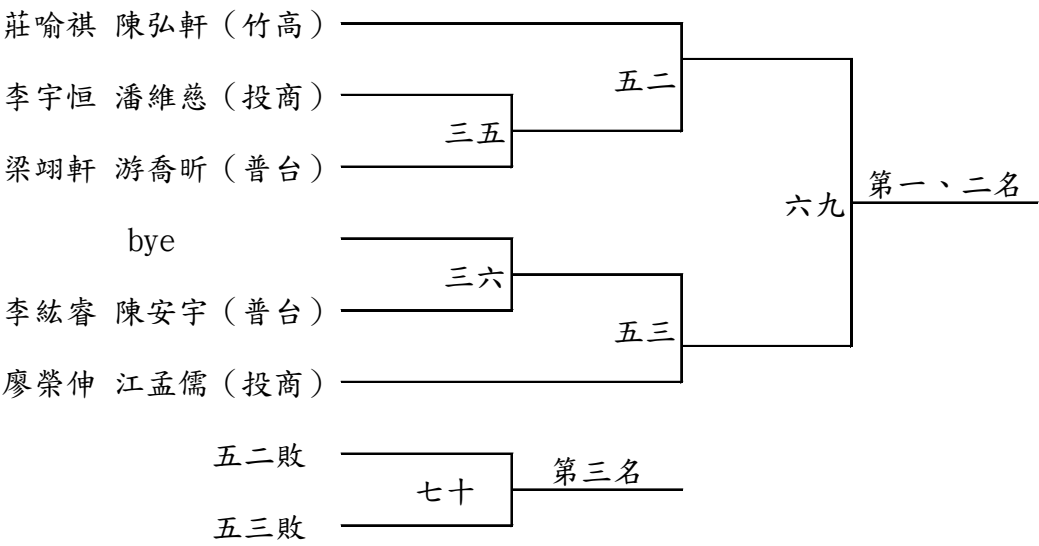 莊喻祺 陳弘軒（竹高）
五二
李宇恒 潘維慈（投商）
三五
梁翊軒 游喬昕（普台）
第一、二名
六九
bye
三六
李紘睿 陳安宇（普台）
五三
廖榮伸 江孟儒（投商）
五二敗
第三名
七十
五三敗